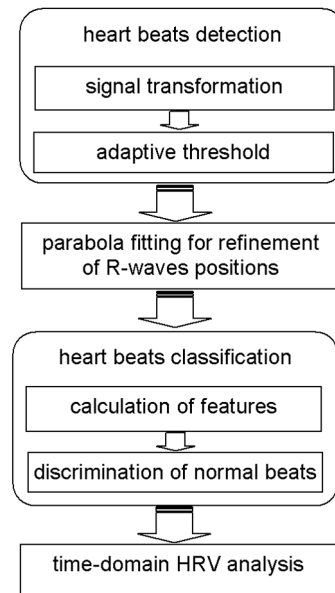 heart beats detection
signal transformation
adaptive threshold
parabola fitting for refinement
of R-waves positions
heart beats classification
calculation of features
discrimination of normal beats
time-domain HRV analysis